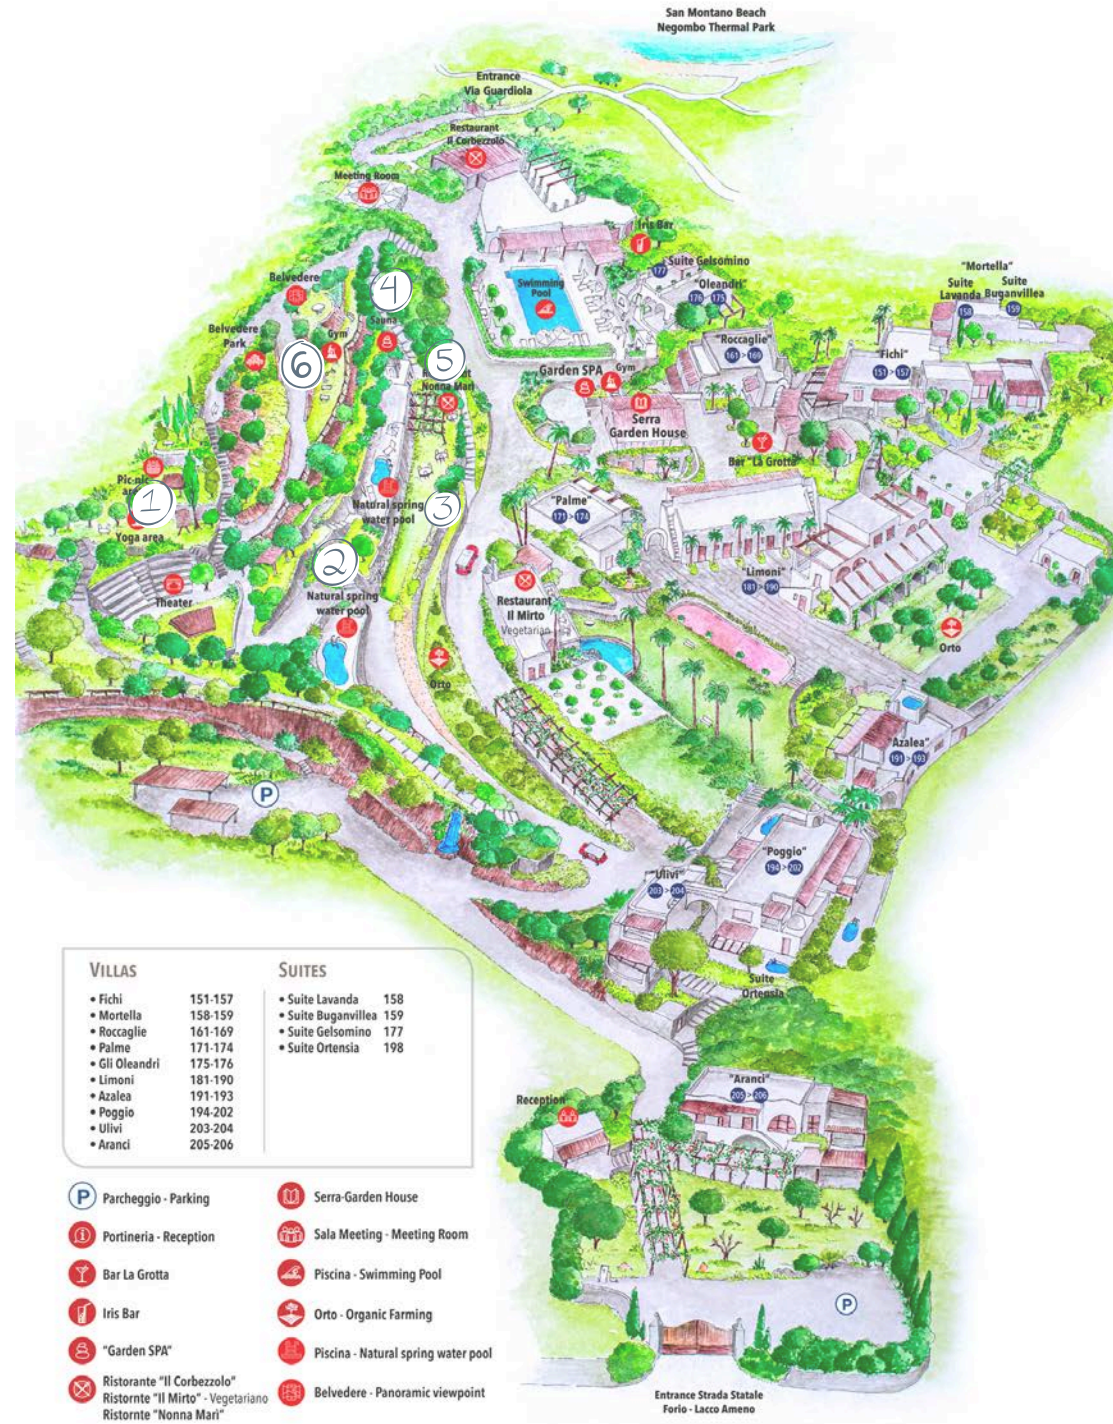 San Montano Beach
Negombo Thermal Park
Entrance
Via Guardiola
Restaurant
Il Corbezzolo
Meeting Room
Iris Bar
Belvedere
4
Sauna
Swimming
Pool
177
Suite Gelsomino
"Oleandri"
176 > 175
"Mortella"
Suite
Lavanda
158
Suite
Buganvillea
159
Belvedere
Park
6
Gym
5
Nonna Marì
"Roccaglie"
161 > 169
"Fichi"
151 > 157
Garden SPA
Gym
Serra
Garden House
Bar "La Grotta"
Pic-nic
1
Yoga area
Natural spring
water pool
3
"Palme"
171 > 174
2
Natural spring
water pool
Theater
Restaurant
Il Mirto
Vegetarian
"Limoni"
181 > 190
Orto
Orto
Azalea"
191 > 193
P
"Poggio"
194 > 202
"Ulivi"
203 > 204
Suite
Ortensia
VILLAS
• Fichi 151-157
• Mortella 158-159
• Roccaglie 161-169
• Palme 171-174
• Gli Oleandri 175-176
• Limoni 181-190
• Azalea 191-193
• Poggio 194-202
• Ulivi 203-204
• Aranci 205-206
SUITES
• Suite Lavanda 158
• Suite Buganvillea 159
• Suite Gelsomino 177
• Suite Ortensia 198
"Aranci"
205 > 206
Reception
P
P Parcheggio - Parking
Portineria - Reception
Bar La Grotta
Iris Bar
"Garden SPA"
Ristorante "Il Corbezzolo"
Ristornte "Il Mirto" - Vegetariano
Ristornte "Nonna Marì"
Serra-Garden House
Sala Meeting - Meeting Room
Piscina - Swimming Pool
Orto - Organic Farming
Piscina - Natural spring water pool
Belvedere - Panoramic viewpoint
Entrance Strada Statale
Forio - Lacco Ameno